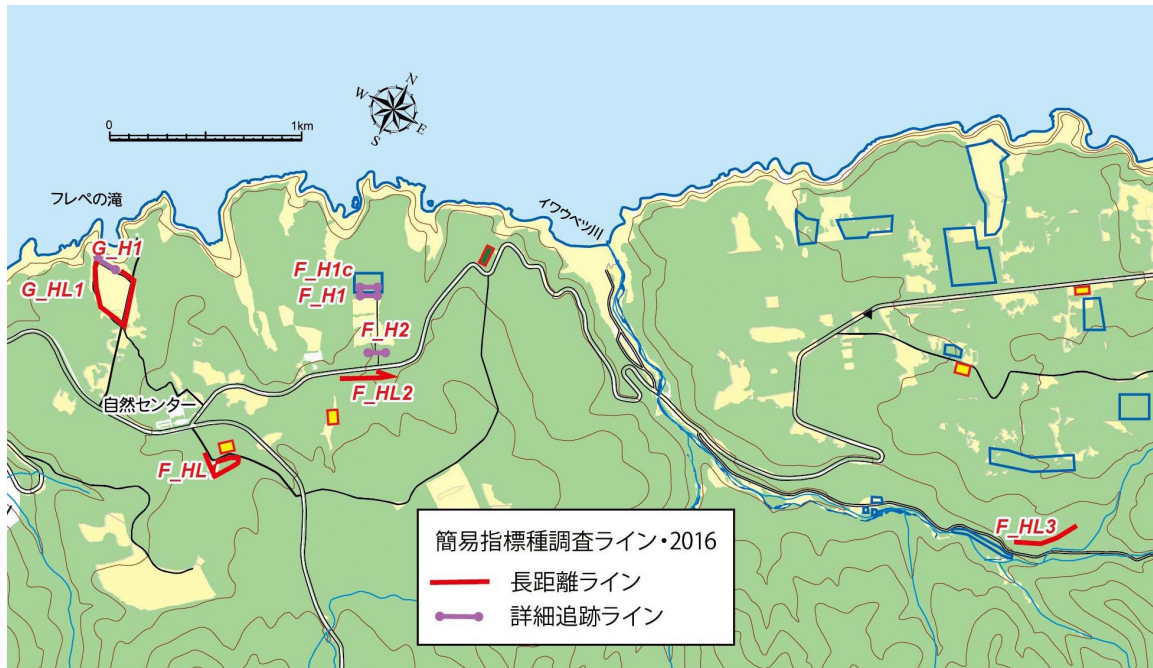 N
W
E
S
0
1km
フレペの滝
イワウベツ川
G_H1
G_HL1
F_H1c
F_H1
F_H2
F_HL2
自然センター
F_HL
F_HL3
簡易指標種調査ライン・2016
長距離ライン
詳細追跡ライン